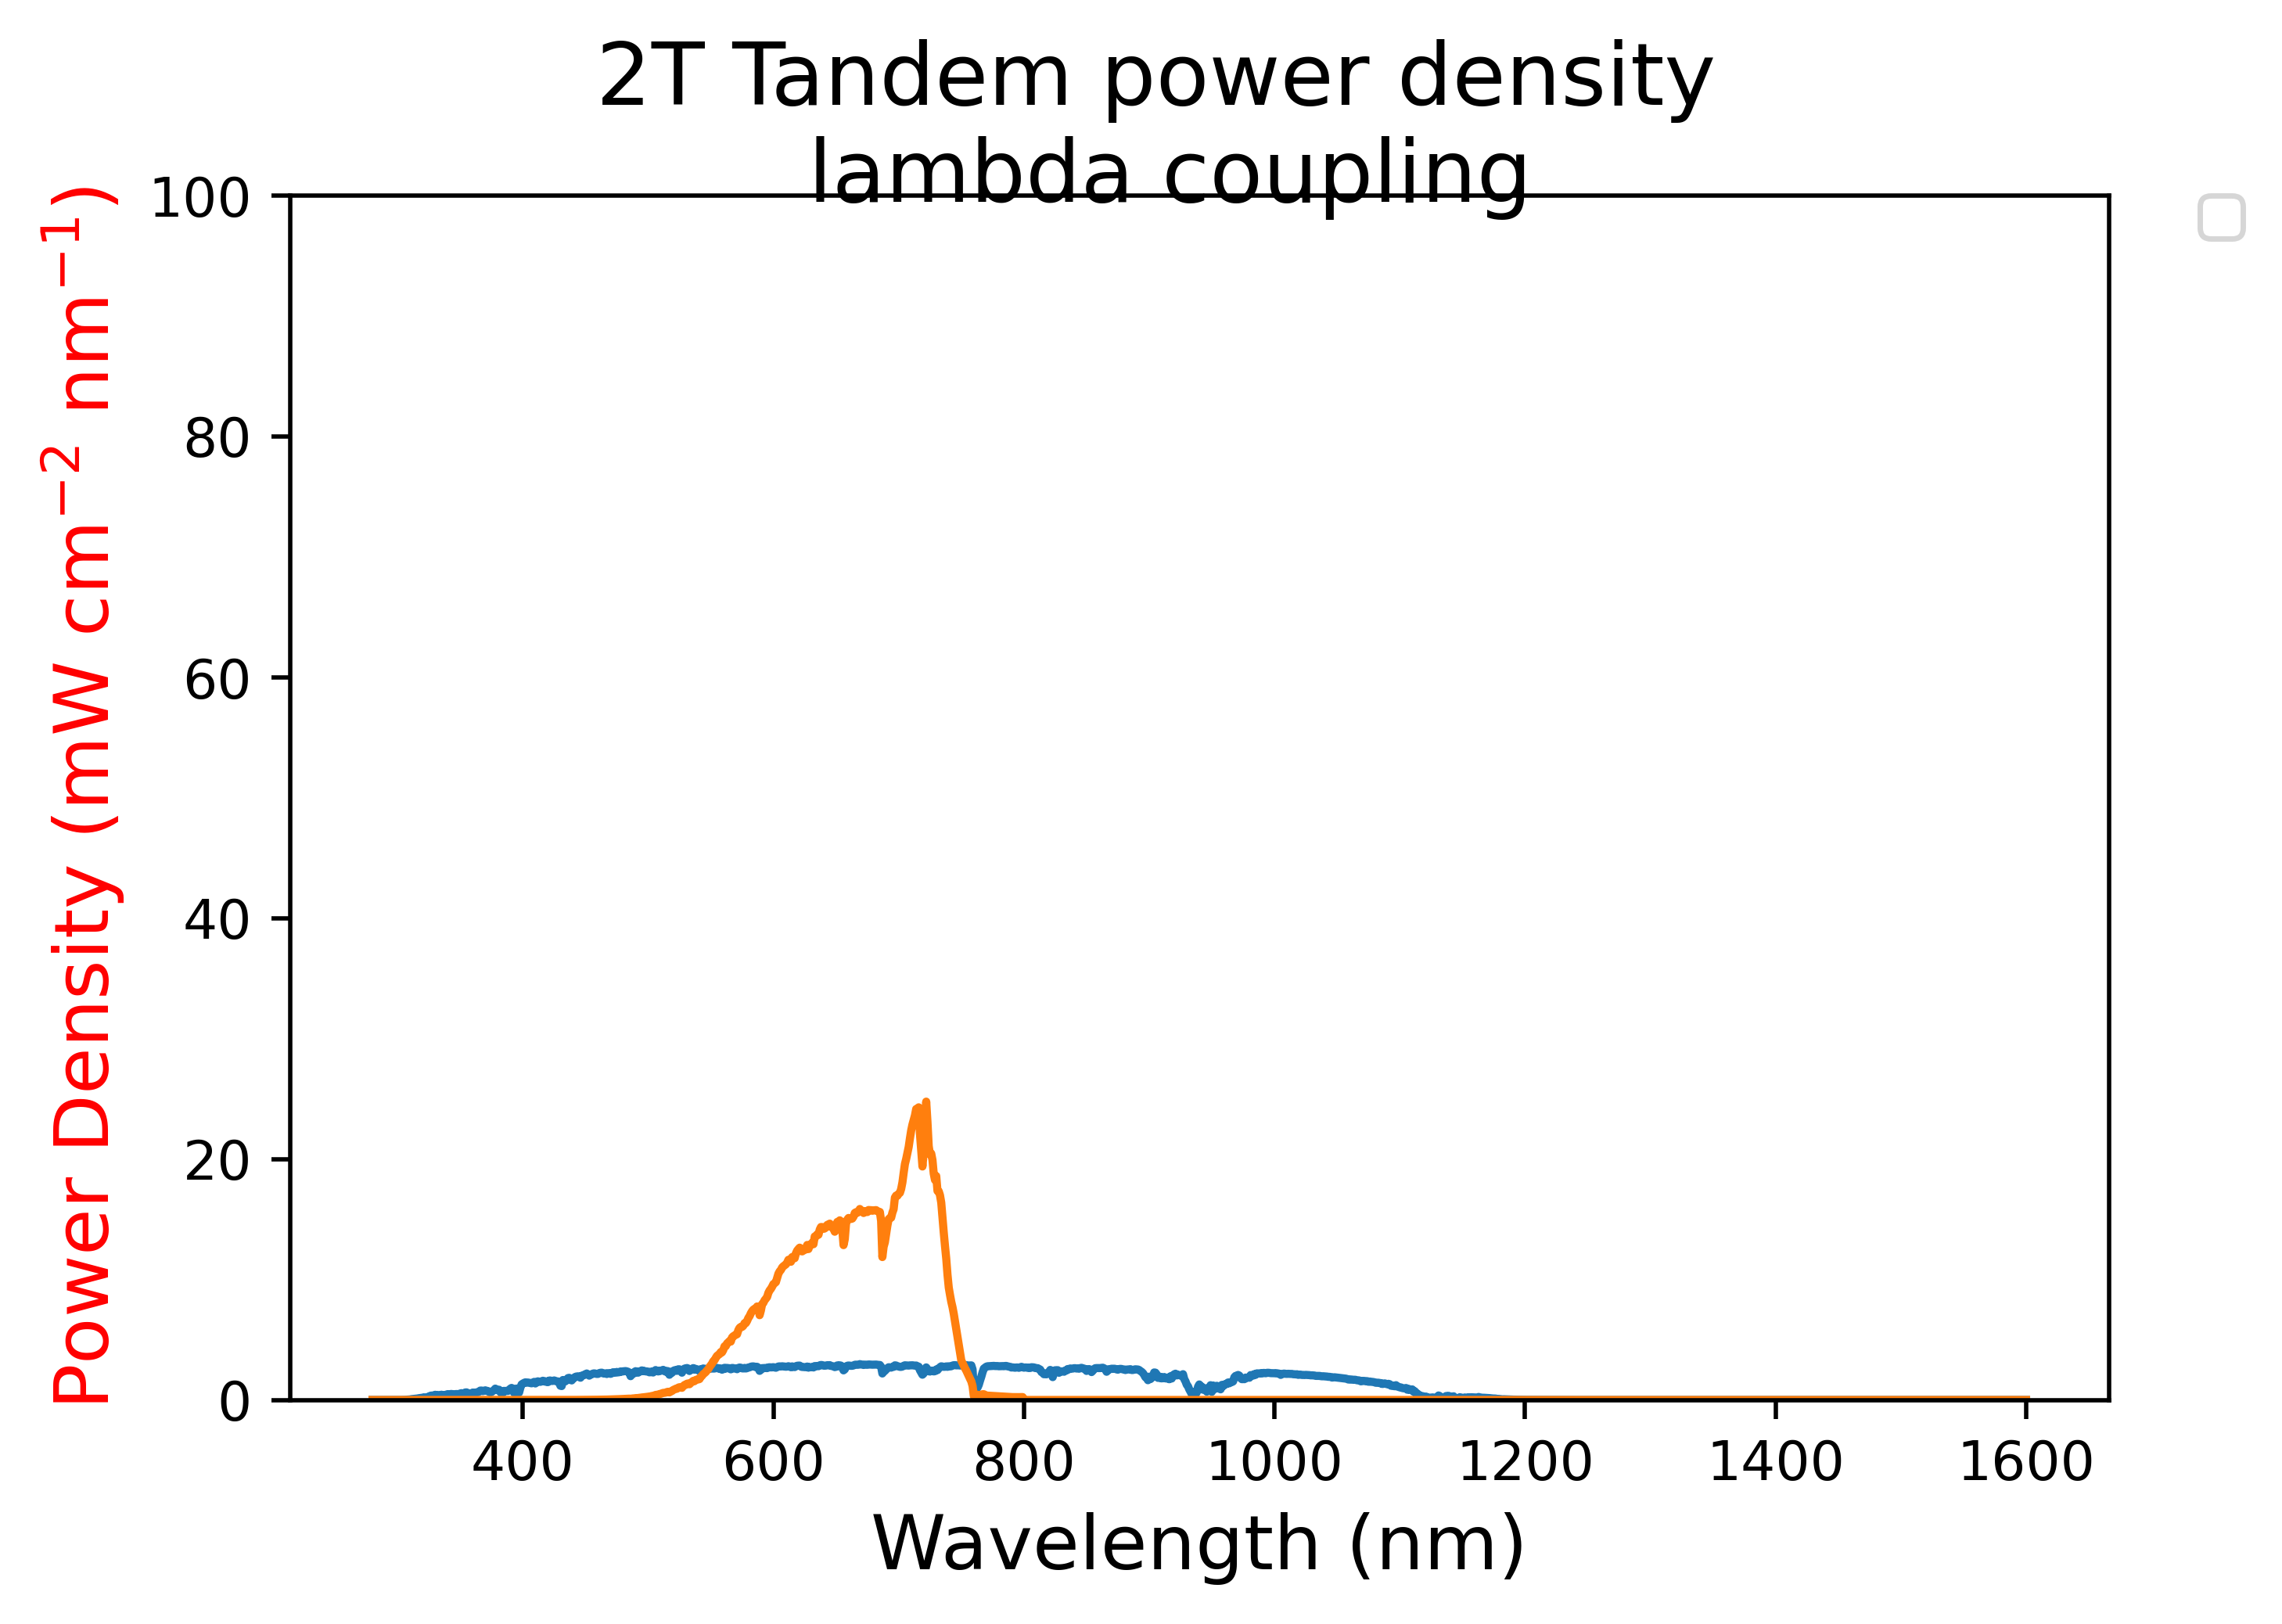 2T Tandem power density
lambda coupling
Power Density (mW cm⁻² nm⁻¹)
100
80
60
40
20
0
400 600 800 1000 1200 1400 1600
Wavelength (nm)